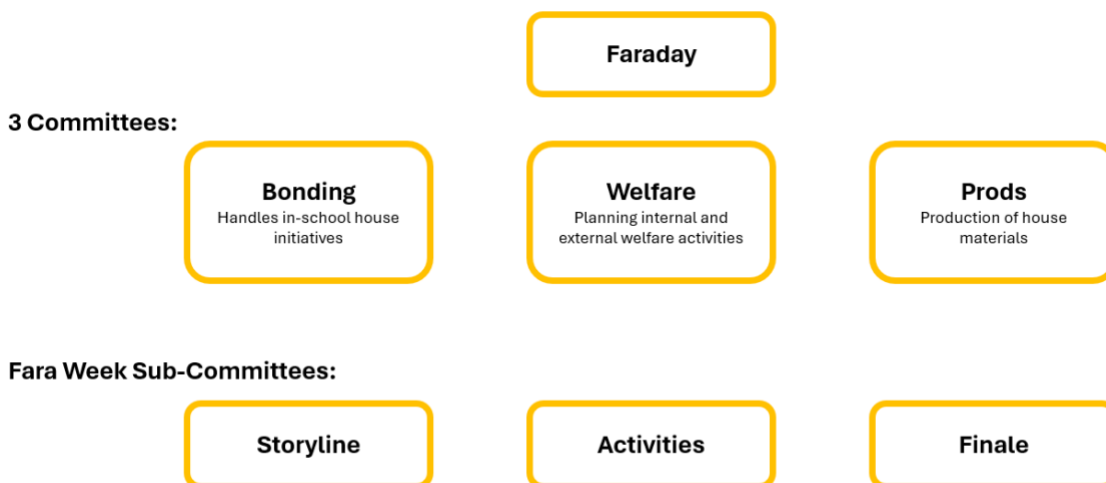 Faraday
3 Committees:
Bonding
Handles in-school house
initiatives
Welfare
Planning internal and
external welfare activities
Prods
Production of house
materials
Fara Week Sub-Committees:
Storyline
Activities
Finale